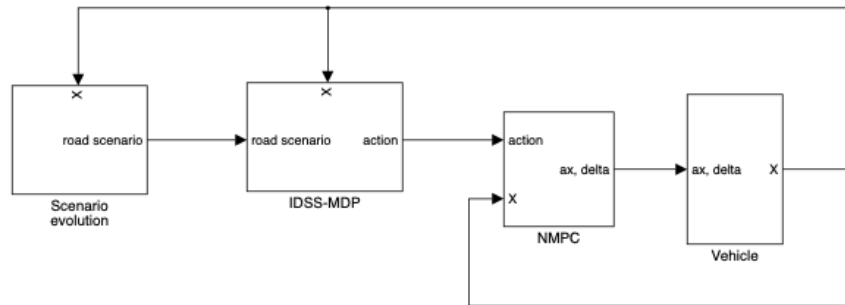 X
road scenario
Scenario
evolution
X
road scenario
action
IDSS-MDP
action
ax, delta
X
NMPC
ax, delta
X
Vehicle